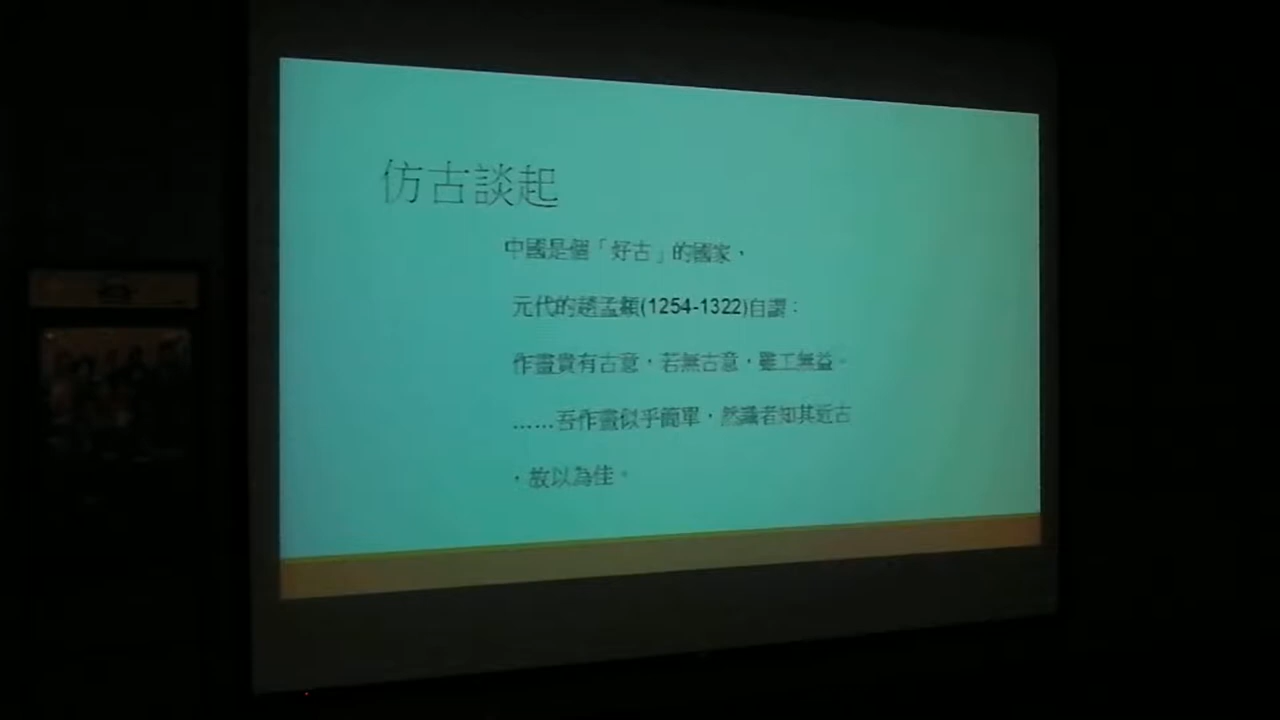 仿古談起
中國是個「好古」的國家，
元代的趙孟頫(1254-1322)自謂：
作畫貴有古意，若無古意，雖工無益。
……吾作畫似乎簡率，然識者知其近古
，故以為佳。